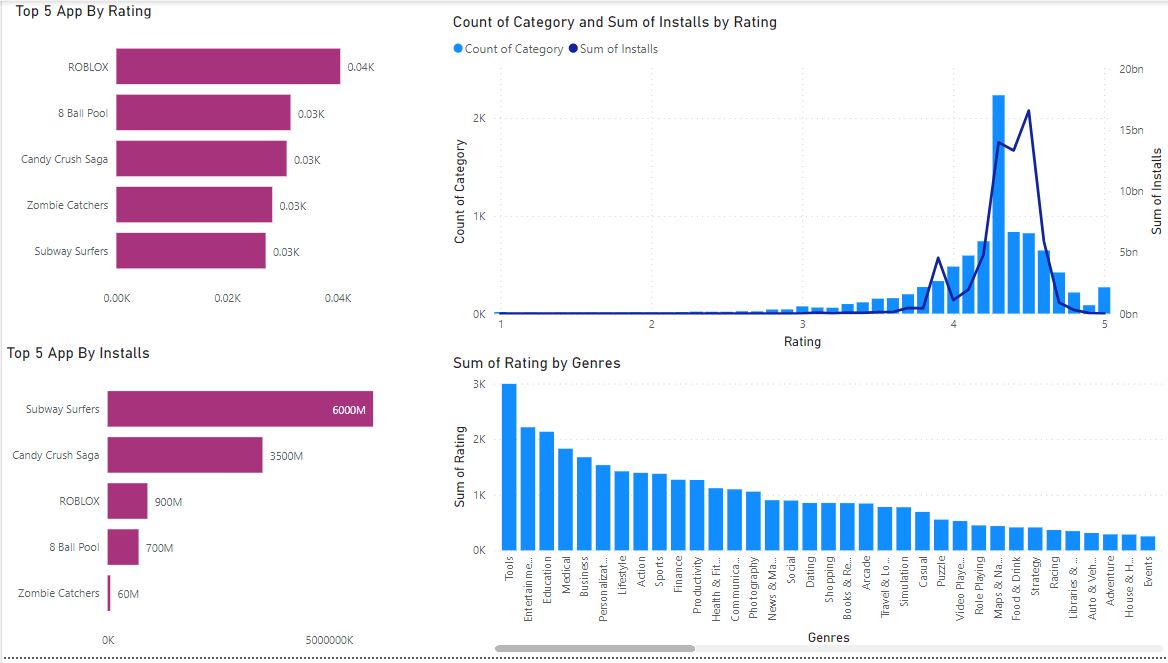 Top 5 App By Rating
ROBLOX
0.04K
8 Ball Pool
0.03K
Candy Crush Saga
0.03K
Zombie Catchers
0.03K
Subway Surfers
0.03K
0.00K 0.02K 0.04K
Count of Category and Sum of Installs by Rating
Count of Category Sum of Installs
Count of Category
2K
1K
0K
20bn
15bn
10bn
5bn
0bn
Sum of Installs
1 2 3 4 5
Rating
Top 5 App By Installs
Subway Surfers
6000M
Candy Crush Saga
3500M
ROBLOX
900M
8 Ball Pool
700M
Zombie Catchers
60M
0K 5000000K
Sum of Rating by Genres
Sum of Rating
3K
2K
1K
0K
Tools
Entertainme...
Education
Medical
Business
Personalizat...
Lifestyle
Action
Sports
Finance
Productivity
Health & Fit...
Communica...
Photography
News & Ma...
Social
Dating
Shopping
Books & Re...
Arcade
Travel & Lo...
Simulation
Casual
Puzzle
Video Playe...
Role Playing
Maps & Na...
Food & Drink
Strategy
Racing
Libraries & ...
Auto & Veh...
Adventure
House & H...
Events
Genres